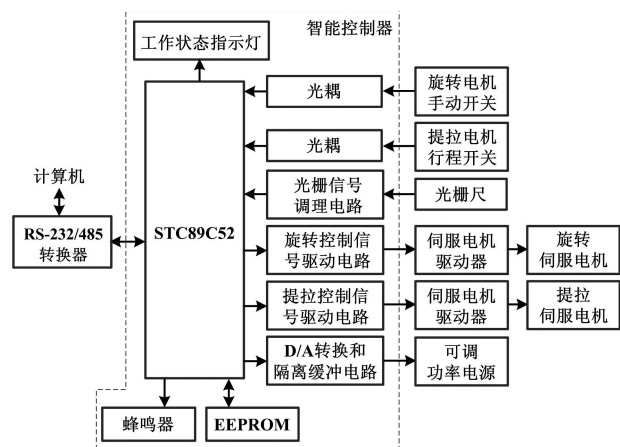 智能控制器
工作状态指示灯
光耦
旋转电机
手动开关
光耦
提拉电机
行程开关
计算机
RS-232/485
转换器
STC89C52
光栅信号
调理电路
光栅尺
旋转控制信
号驱动电路
伺服电机
驱动器
旋转
伺服电机
提拉控制信
号驱动电路
伺服电机
驱动器
提拉
伺服电机
D/A转换和
隔离缓冲电路
可调
功率电源
蜂鸣器
EEPROM